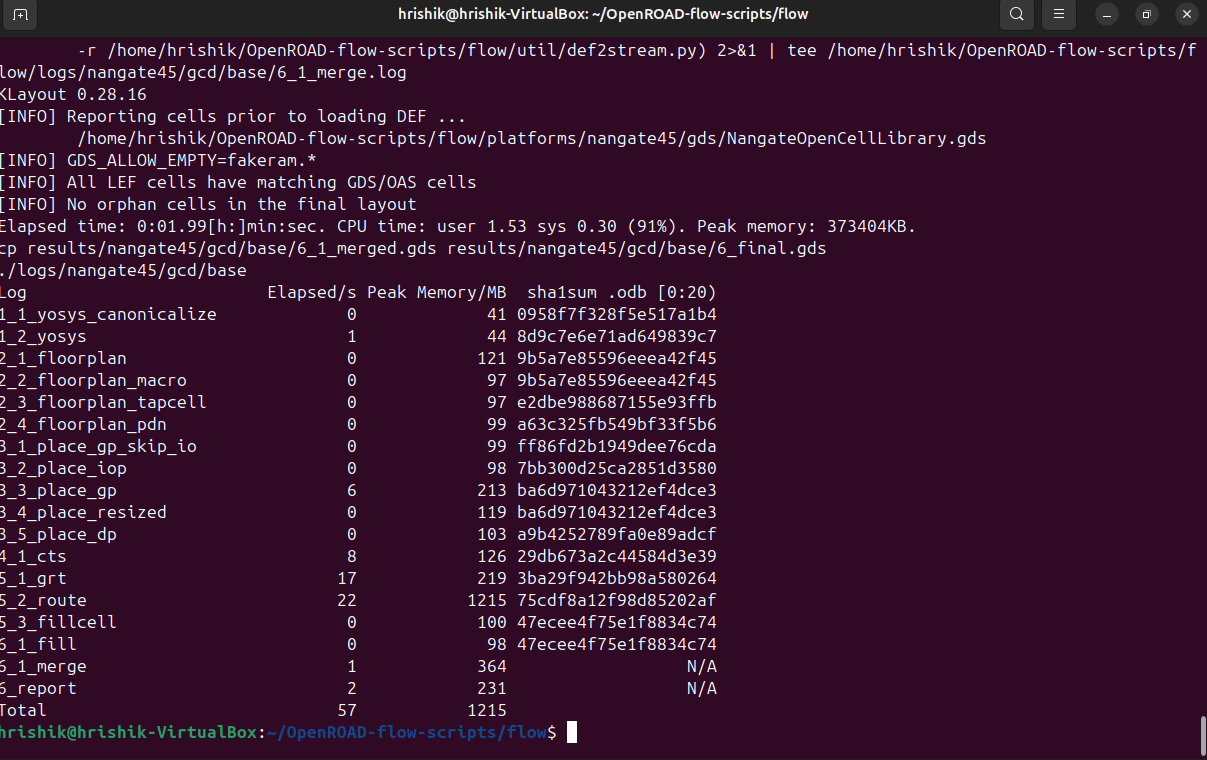 hrishik@hrishik-VirtualBox: ~/OpenROAD-flow-scripts/flow
-r /home/hrishik/OpenROAD-flow-scripts/flow/util/def2stream.py) 2>&1 | tee /home/hrishik/OpenROAD-flow-scripts/f
low/logs/nangate45/gcd/base/6_1_merge.log
KLayout 0.28.16
[INFO] Reporting cells prior to loading DEF ...
/home/hrishik/OpenROAD-flow-scripts/flow/platforms/nangate45/gds/NangateOpenCellLibrary.gds
[INFO] GDS_ALLOW_EMPTY=fakeram.*
[INFO] All LEF cells have matching GDS/OAS cells
[INFO] No orphan cells in the final layout
Elapsed time: 0:01.99[h:]min:sec. CPU time: user 1.53 sys 0.30 (91%). Peak memory: 373404KB.
cp results/nangate45/gcd/base/6_1_merged.gds results/nangate45/gcd/base/6_final.gds
./logs/nangate45/gcd/base
Log Elapsed/s Peak Memory/MB sha1sum .odb [0:20)
1_1_yosys_canonicalize 0 41 0958f7f328f5e517a1b4
1_2_yosys 1 44 8d9c7e6e71ad649839c7
2_1_floorplan 0 121 9b5a7e85596eeea42f45
2_2_floorplan_macro 0 97 9b5a7e85596eeea42f45
2_3_floorplan_tapcell 0 97 e2dbe988687155e93ffb
2_4_floorplan_pdn 0 99 a63c325fb549bf33f5b6
3_1_place_gp_skip_io 0 99 ff86fd2b1949dee76cda
3_2_place_iop 0 98 7bb300d25ca2851d3580
3_3_place_gp 6 213 ba6d971043212ef4dce3
3_4_place_resized 0 119 ba6d971043212ef4dce3
3_5_place_dp 0 103 a9b4252789fa0e89adcf
4_1_cts 8 126 29db673a2c44584d3e39
5_1_grt 17 219 3ba29f942bb98a580264
5_2_route 22 1215 75cdf8a12f98d85202af
5_3_fillcell 0 100 47ecee4f75e1f8834c74
6_1_fill 0 98 47ecee4f75e1f8834c74
6_1_merge 1 364 N/A
6_report 2 231 N/A
Total 57 1215
hrishik@hrishik-VirtualBox:~/OpenROAD-flow-scripts/flow$